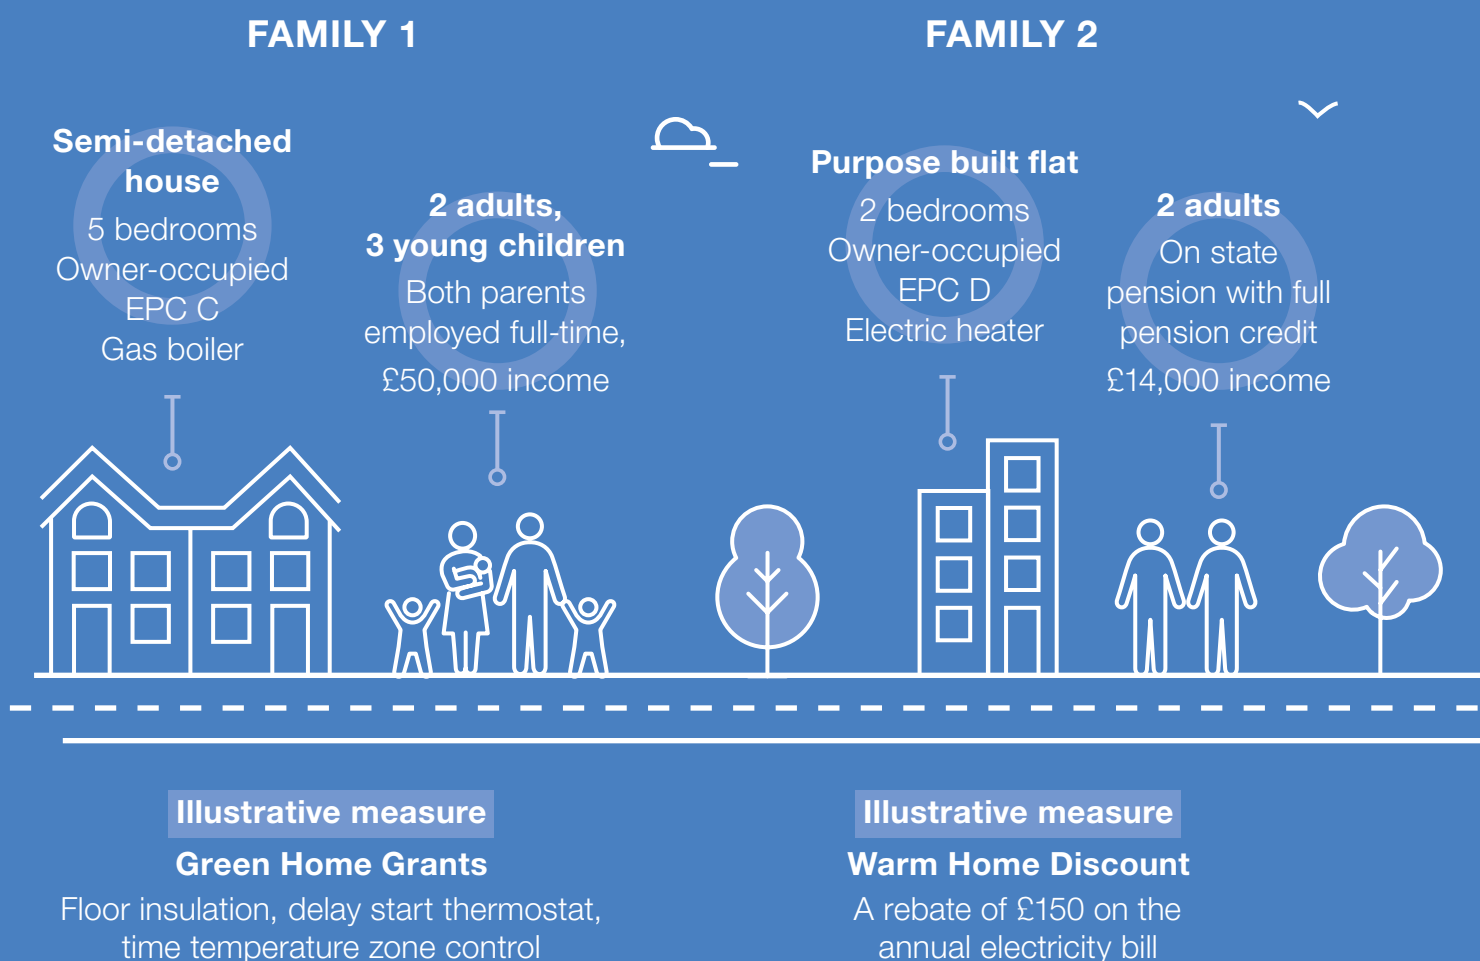 FAMILY 1
Semi-detached
house
5 bedrooms
Owner-occupied
EPC C
Gas boiler
2 adults,
3 young children
Both parents
employed full-time,
£50,000 income
Illustrative measure
Green Home Grants
Floor insulation, delay start thermostat,
time temperature zone control
FAMILY 2
Purpose built flat
2 bedrooms
Owner-occupied
EPC D
Electric heater
2 adults
On state
pension with full
pension credit
£14,000 income
Illustrative measure
Warm Home Discount
A rebate of £150 on the
annual electricity bill